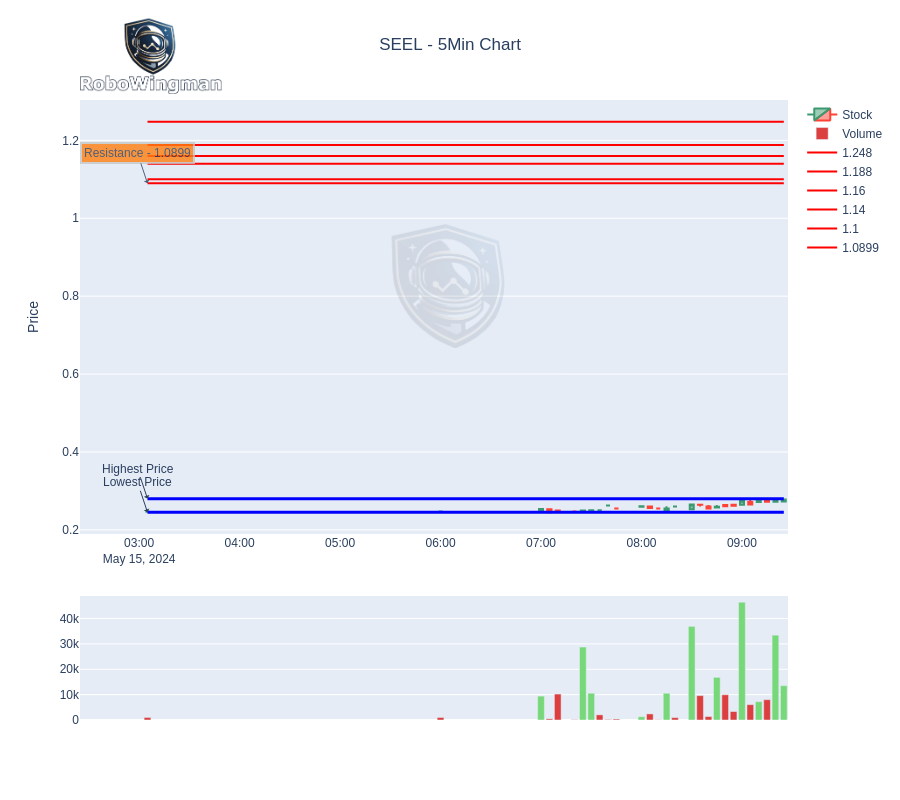 SEEL - 5Min Chart
RoboWingman
Stock
Volume
1.248
1.188
1.16
1.14
1.1
1.0899
Price
1.2
1
0.8
0.6
0.4
0.2
Resistance - 1.0899
Highest Price
Lowest Price
03:00
04:00
05:00
06:00
07:00
08:00
09:00
May 15, 2024
40k
30k
20k
10k
0